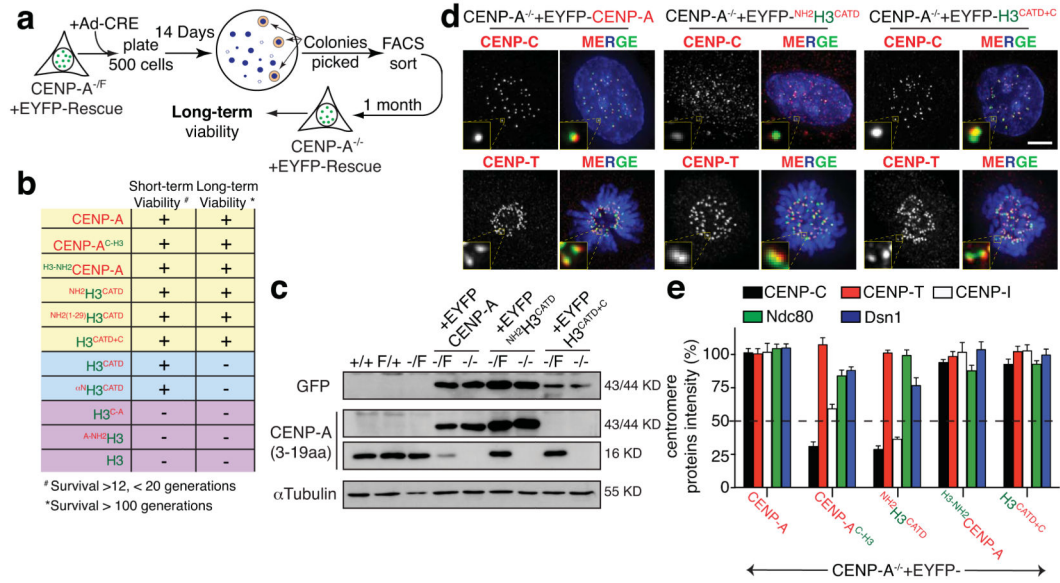 a
+Ad-CRE
plate
500 cells
14 Days
Colonies
picked
FACS
sort
CENP-A-/F
+EYFP-Rescue
1 month
Long-term
viability
CENP-A-/-
+EYFP-Rescue
b
Short-term Long-term
Viability # Viability *
CENP-A + +
CENP-AC-H3 + +
H3-NH2CENP-A + +
NH2H3CATD + +
NH2(1-29)H3CATD + +
H3CATD+C + +
H3CATD + -
αNH3CATD + -
H3C-A - -
A-NH2H3 - -
H3 - -
# Survival >12, < 20 generations
*Survival > 100 generations
c
+EYFP
CENP-A
+EYFP
NH2H3CATD
+EYFP
H3CATD+C
+/+ F/+ -/F -/F -/- -/F -/- -/F -/-
GFP 43/44 KD
CENP-A
(3-19aa)
43/44 KD
16 KD
αTubulin 55 KD
d
CENP-A-/-+EYFP-CENP-A CENP-A-/-+EYFP-NH2H3CATD CENP-A-/-+EYFP-H3CATD+C
CENP-C MERGE CENP-C MERGE CENP-C MERGE
CENP-T MERGE CENP-T MERGE CENP-T MERGE
e
CENP-C CENP-T CENP-I
Ndc80 Dsn1
centromere
proteins intensity (%)
100
75
50
25
0
CENP-A
CENP-AC-H3
NH2H3CATD
H3-NH2CENP-A
H3CATD+C
CENP-A-/-+EYFP-